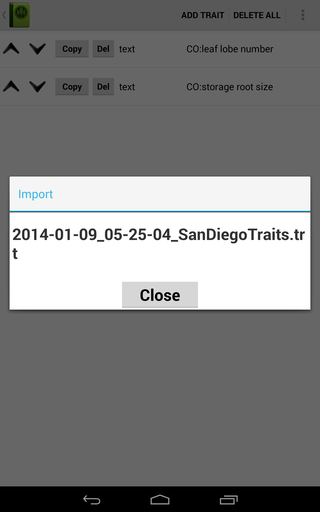 ADD TRAIT DELETE ALL
Copy Del text CO:leaf lobe number
Copy Del text CO:storage root size
Import
2014-01-09_05-25-04_SanDiegoTraits.tr
t
Close